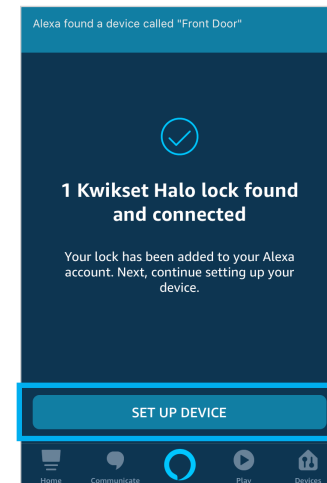 Alexa found a device called "Front Door"
1 Kwikset Halo lock found
and connected
Your lock has been added to your Alexa
account. Next, continue setting up your
device.
SET UP DEVICE
Home Communicate Play Devices